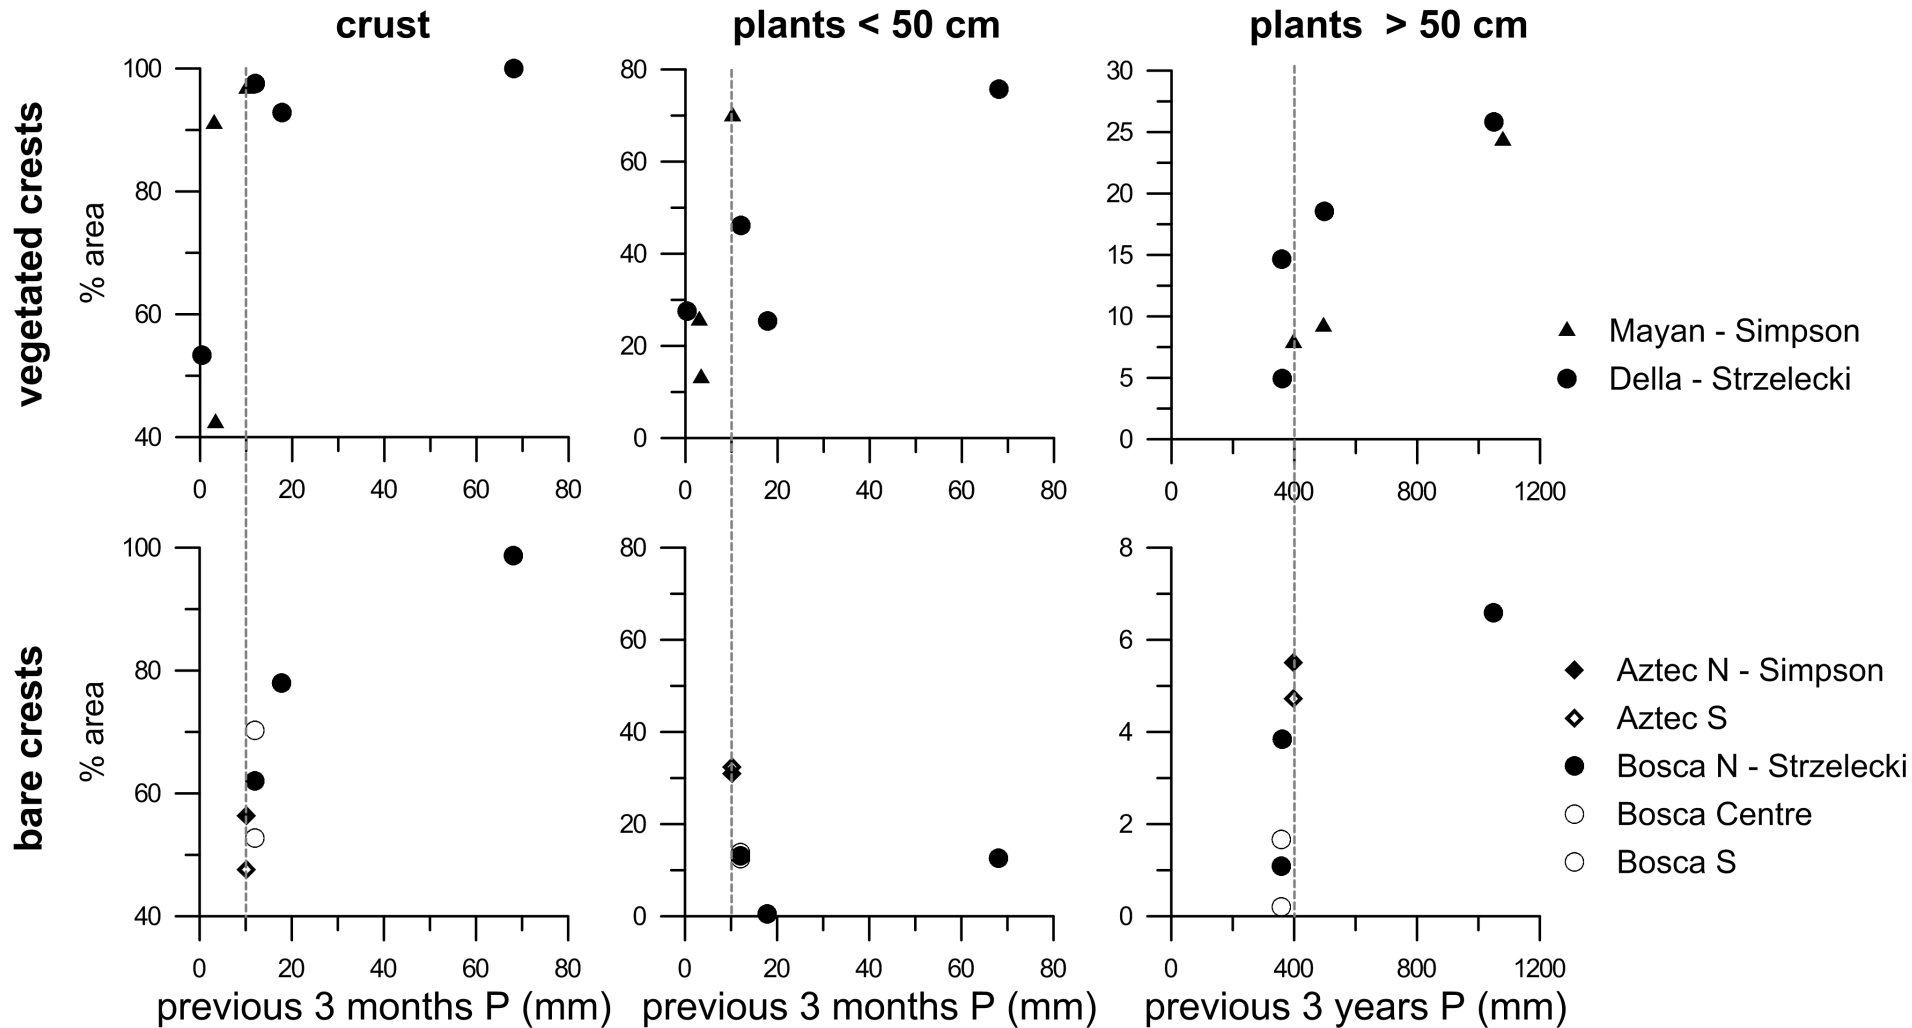 crust
plants < 50 cm
plants > 50 cm
vegetated crests
% area
100
80
60
40
0 20 40 60 80
80
60
40
20
0
0 20 40 60 80
30
25
20
15
10
5
0
0 400 800 1200
Mayan - Simpson
Della - Strzelecki
bare crests
% area
100
80
60
40
0 20 40 60 80
previous 3 months P (mm)
80
60
40
20
0
0 20 40 60 80
previous 3 months P (mm)
8
6
4
2
0
0 400 800 1200
previous 3 years P (mm)
Aztec N - Simpson
Aztec S
Bosca N - Strzelecki
Bosca Centre
Bosca S